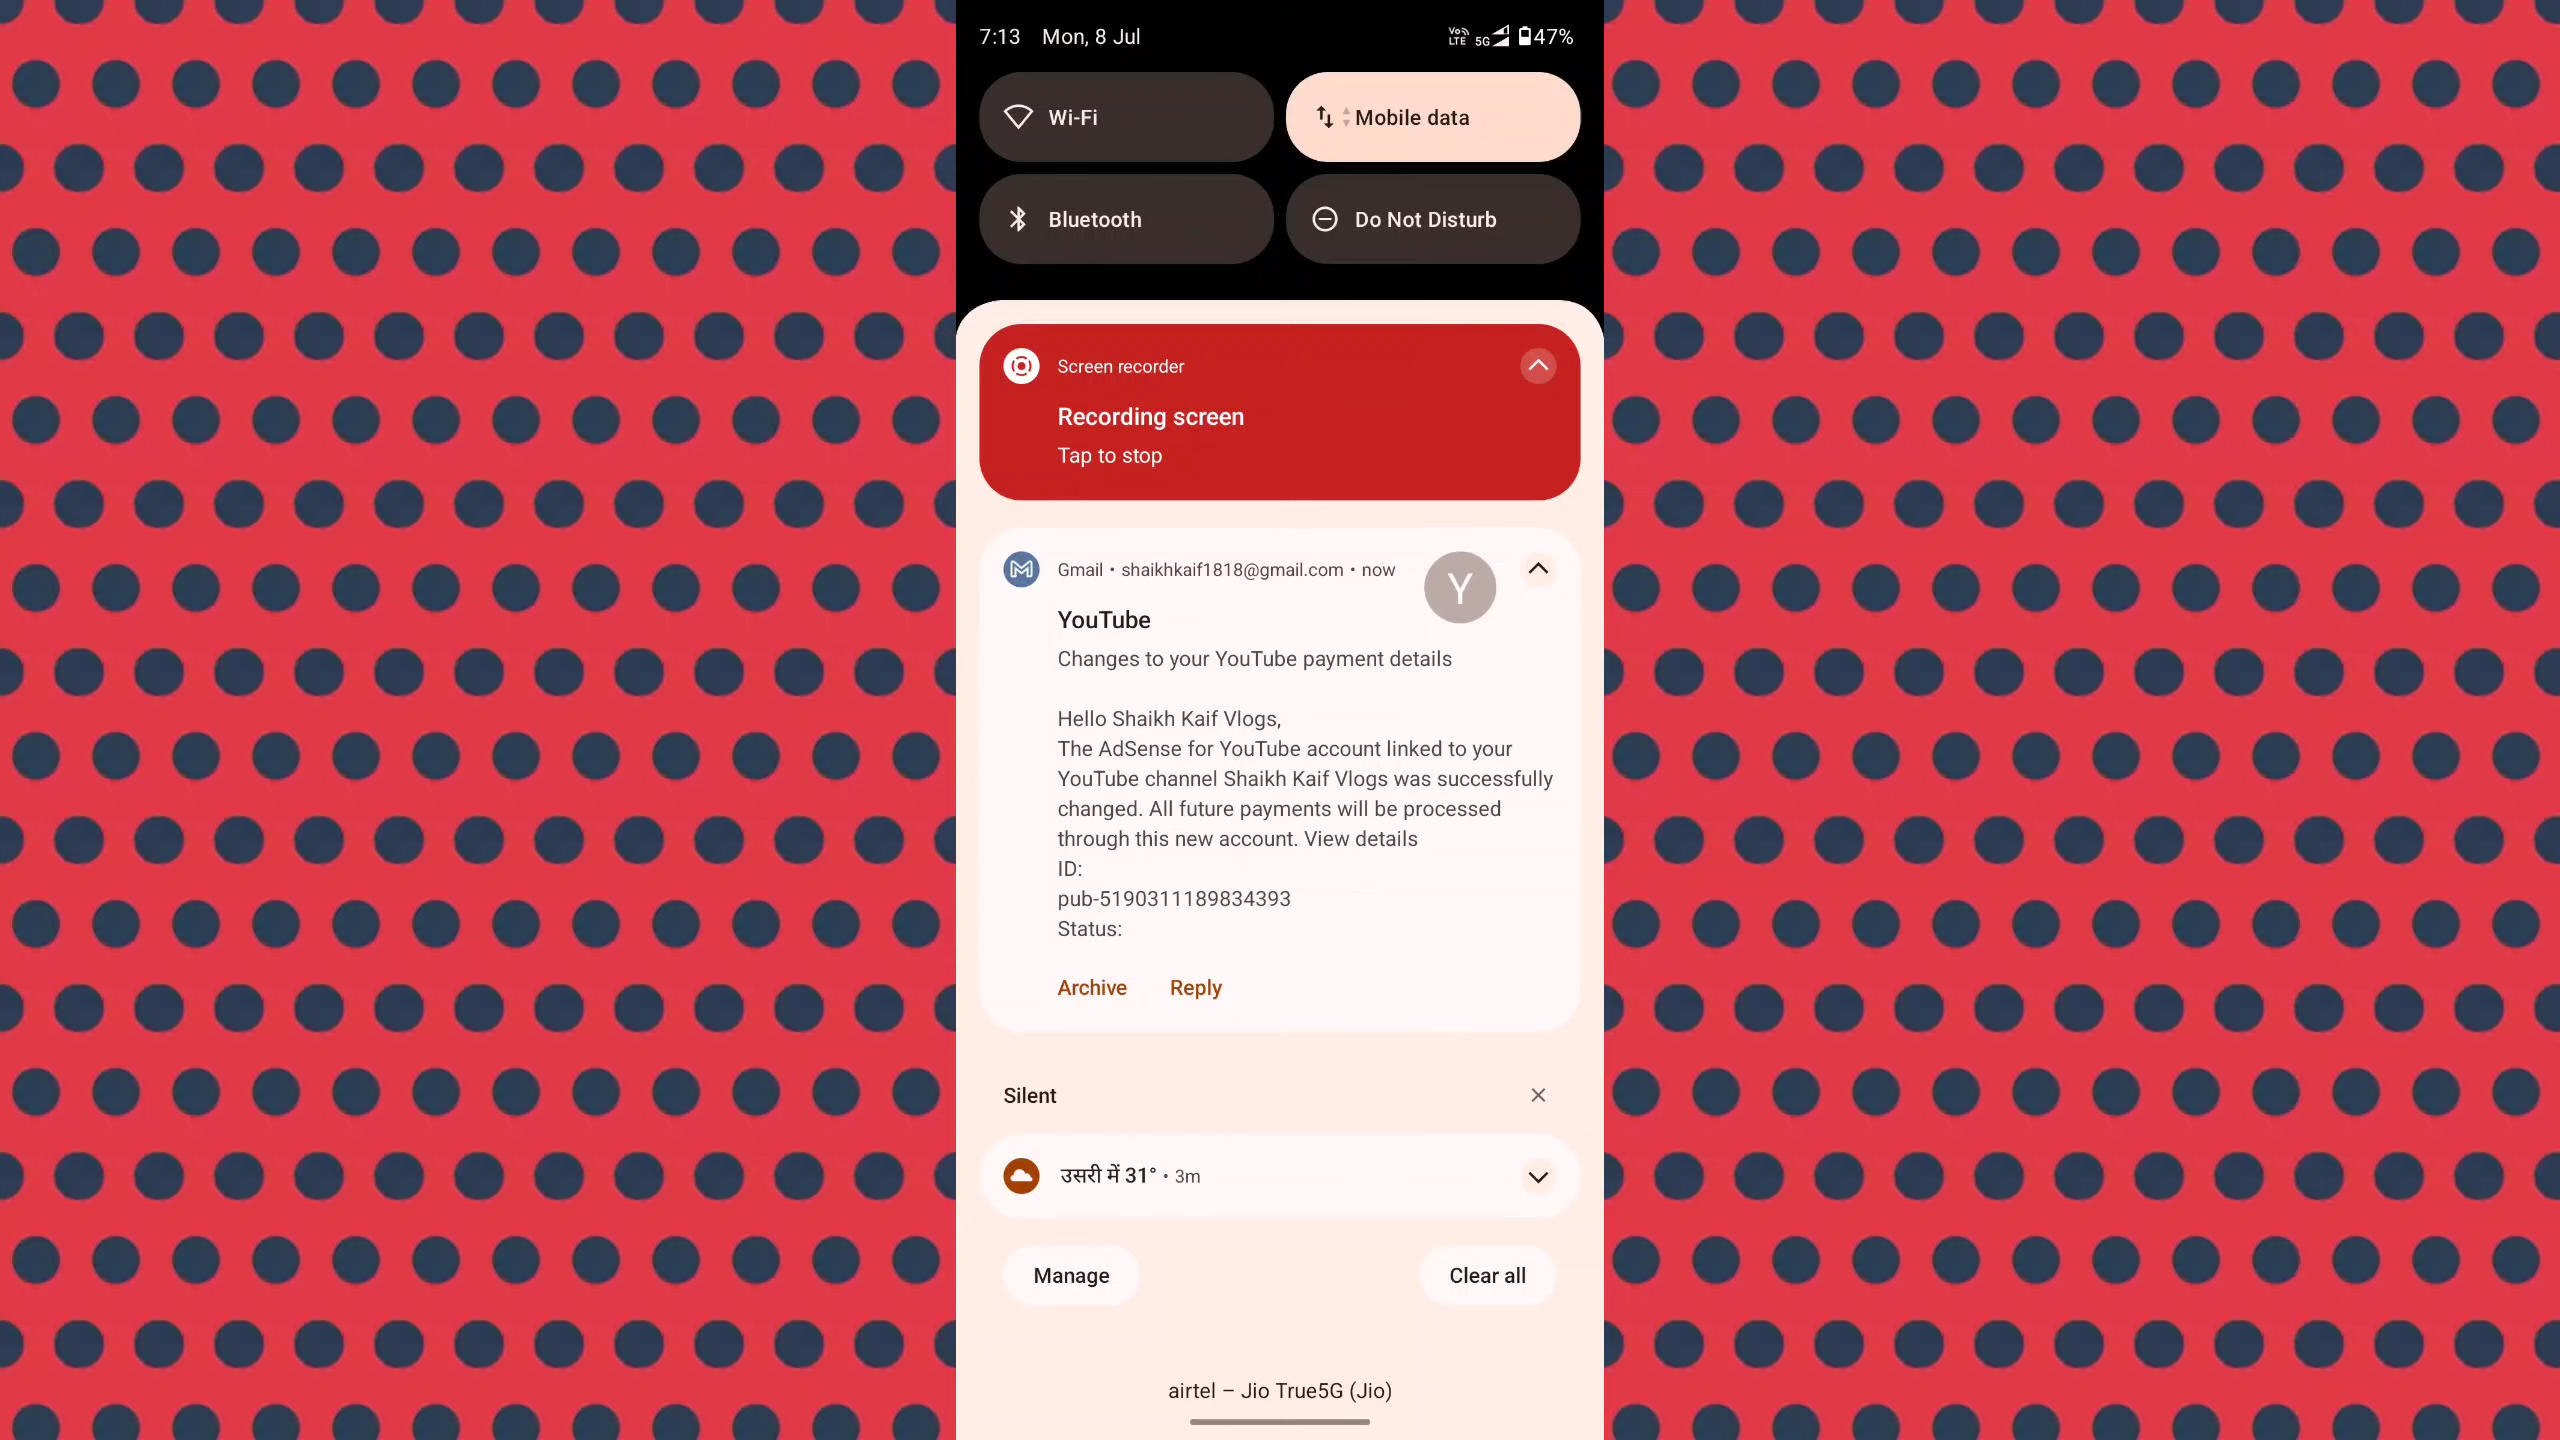 7:13 Mon, 8 Jul Vo LTE 5G 47%
Wi-Fi Mobile data
Bluetooth Do Not Disturb
Screen recorder
Recording screen
Tap to stop
Gmail • shaikhkaif1818@gmail.com • now Y
YouTube
Changes to your YouTube payment details
Hello Shaikh Kaif Vlogs,
The AdSense for YouTube account linked to your
YouTube channel Shaikh Kaif Vlogs was successfully
changed. All future payments will be processed
through this new account. View details
ID:
pub-5190311189834393
Status:
Archive Reply
Silent
उसरी में 31° • 3m
Manage Clear all
airtel – Jio True5G (Jio)